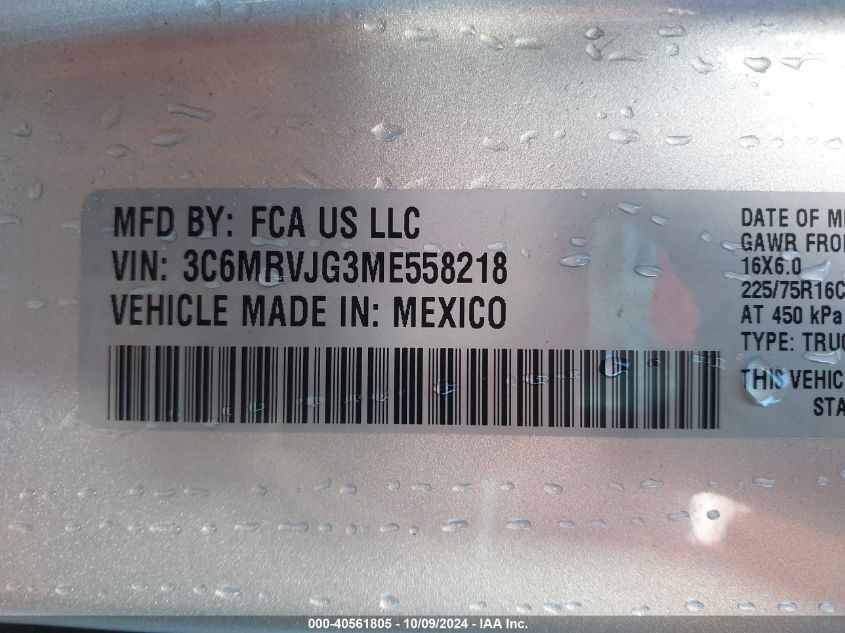 MFD BY: FCA US LLC
VIN: 3C6MRVJG3ME558218
VEHICLE MADE IN: MEXICO
DATE OF M
GAWR FRO
16X6.0
225/75R16C
AT 450 kPa
TYPE: TRUC
THIS VEHIC
STA
000-40561805 - 10/09/2024 - IAA Inc.